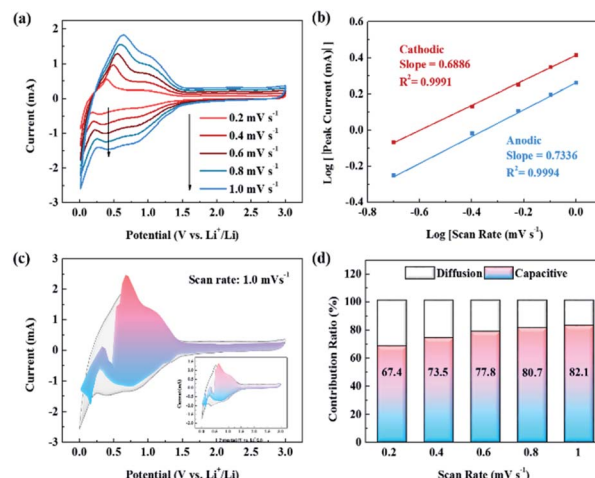 (a)
Current (mA)
2
1
0
-1
-2
-3
0.2 mV s⁻¹
0.4 mV s⁻¹
0.6 mV s⁻¹
0.8 mV s⁻¹
1.0 mV s⁻¹
0.0 0.5 1.0 1.5 2.0 2.5 3.0
Potential (V vs. Li⁺/Li)
(b)
Log [ |Peak Current (mA)| ]
0.8
0.6
0.4
0.2
0.0
-0.2
-0.4
Cathodic
Slope = 0.6886
R² = 0.9991
Anodic
Slope = 0.7336
R² = 0.9994
-0.8 -0.6 -0.4 -0.2 0.0
Log [Scan Rate (mV s⁻¹)]
(c)
Scan rate: 1.0 mVs⁻¹
Current (mA)
3
2
1
0
-1
-2
-3
0.0 0.5 1.0 1.5 2.0 2.5 3.0
Potential (V vs. Li⁺/Li)
(d)
Diffusion Capacitive
Contribution Ratio (%)
120
100
80
60
40
20
0
67.4 73.5 77.8 80.7 82.1
0.2 0.4 0.6 0.8 1
Scan Rate (mV s⁻¹)